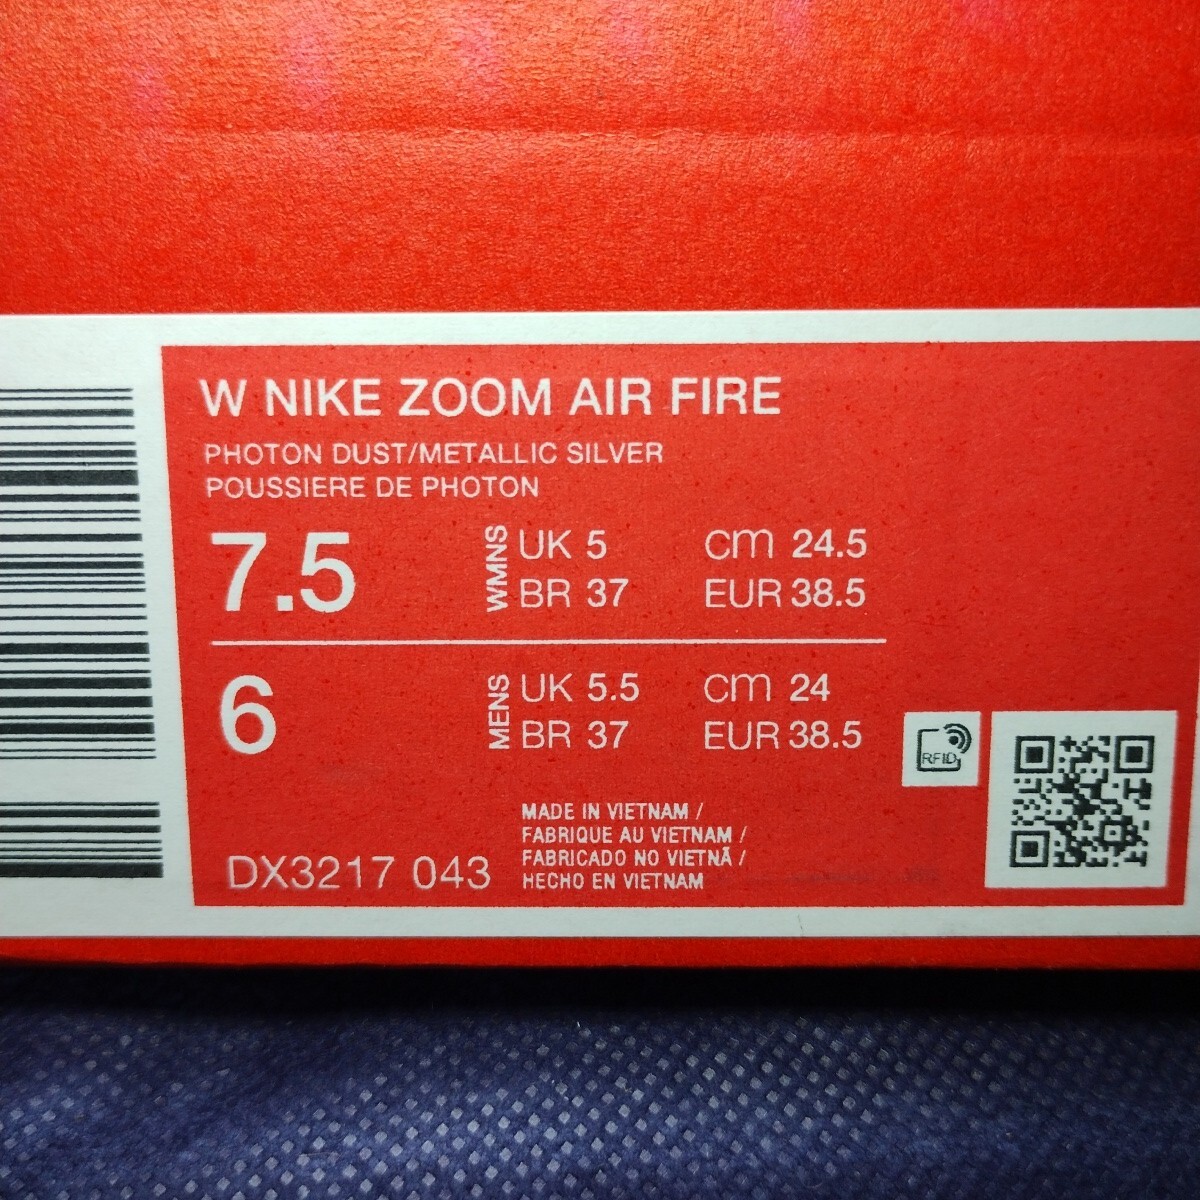 W NIKE ZOOM AIR FIRE
PHOTON DUST/METALLIC SILVER
POUSSIERE DE PHOTON
7.5 WMNS UK 5 CM 24.5
BR 37 EUR 38.5
6 MENS UK 5.5 CM 24
BR 37 EUR 38.5
RFID
MADE IN VIETNAM /
FABRIQUE AU VIETNAM /
FABRICADO NO VIETNÃ /
HECHO EN VIETNAM
DX3217 043